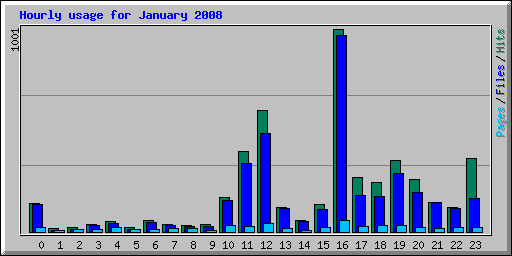 Hourly usage for January 2008
1001
Pages/Files/Hits
0 1 2 3 4 5 6 7 8 9 10 11 12 13 14 15 16 17 18 19 20 21 22 23